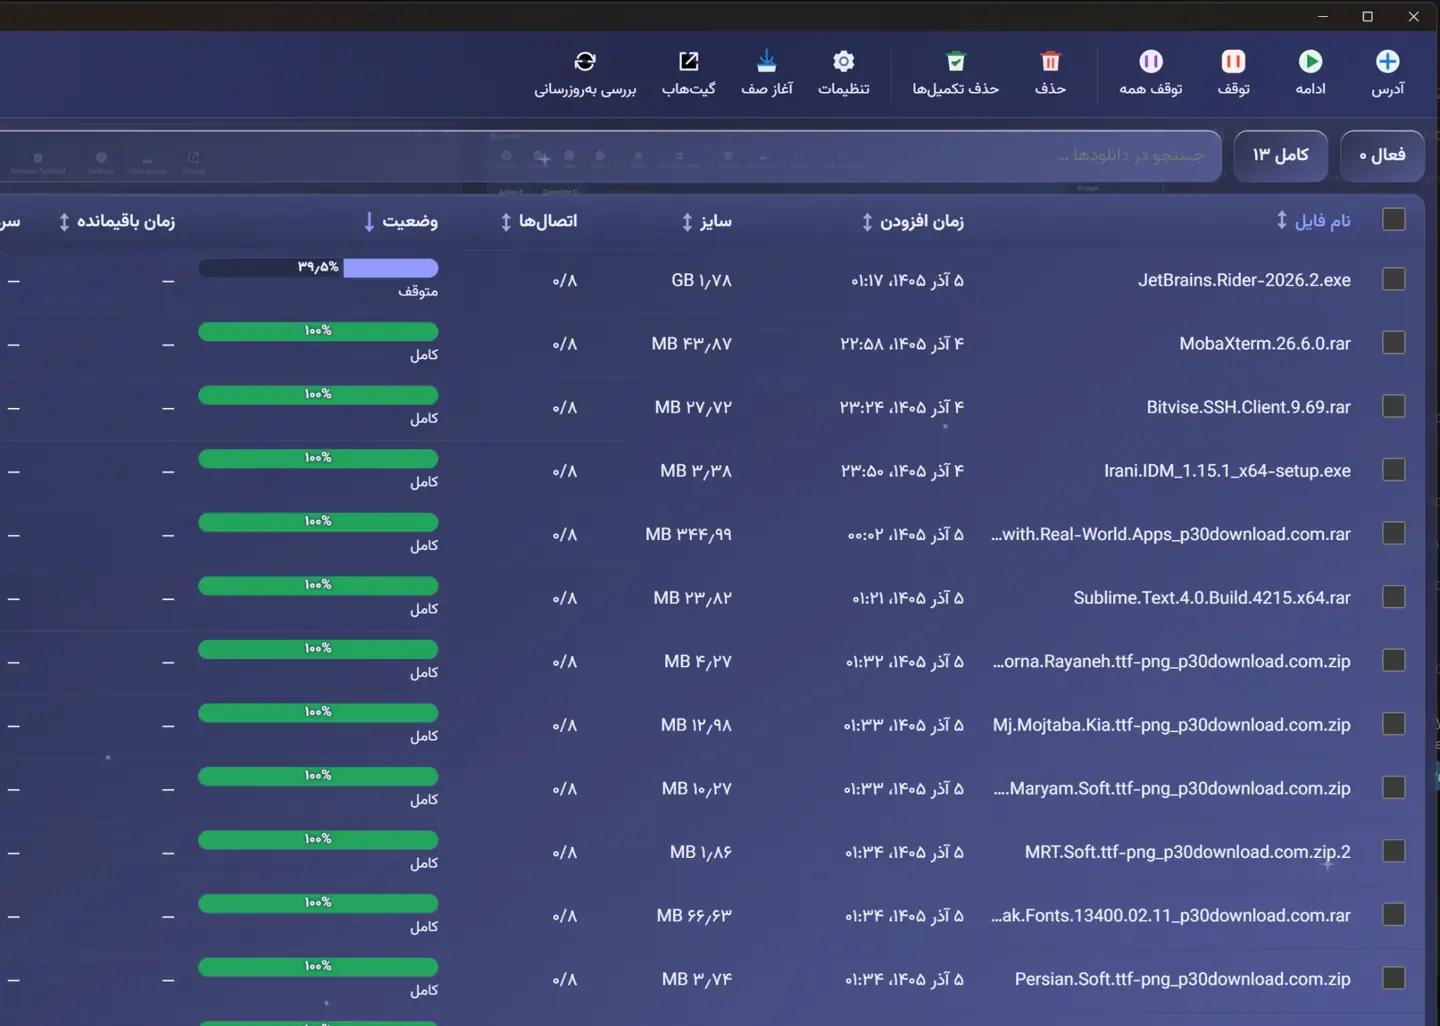 آدرس
ادامه
توقف
توقف همه
حذف
حذف تکمیل‌ها
تنظیمات
آغاز صف
گیت‌هاب
بررسی به‌روزرسانی
فعال ۰
کامل ۱۳
جستجو در دانلودها ...
نام فایل زمان افزودن سایز اتصال‌ها وضعیت زمان باقیمانده
JetBrains.Rider-2026.2.exe ۵ آذر ۱۴۰۵، ۰۱:۱۷ ۱٫۷۸ GB ۰/۸ ۳۹٫۵% —  —
متوقف
MobaXterm.26.6.0.rar ۴ آذر ۱۴۰۵، ۲۲:۵۸ ۴۳٫۸۷ MB ۰/۸ ۱۰۰% — —
کامل
Bitvise.SSH.Client.9.69.rar ۴ آذر ۱۴۰۵، ۲۳:۲۴ ۲۷٫۷۲ MB ۰/۸ ۱۰۰% — —
کامل
Irani.IDM_1.15.1_x64-setup.exe ۴ آذر ۱۴۰۵، ۲۳:۵۰ ۳٫۳۸ MB ۰/۸ ۱۰۰% — —
کامل
...with.Real-World.Apps_p30download.com.rar ۵ آذر ۱۴۰۵، ۰۰:۰۲ ۳۴۴٫۹۹ MB ۰/۸ ۱۰۰% — —
کامل
Sublime.Text.4.0.Build.4215.x64.rar ۵ آذر ۱۴۰۵، ۰۱:۲۱ ۲۳٫۸۲ MB ۰/۸ ۱۰۰% — —
کامل
...orna.Rayaneh.ttf-png_p30download.com.zip ۵ آذر ۱۴۰۵، ۰۱:۳۲ ۴٫۲۷ MB ۰/۸ ۱۰۰% — —
کامل
Mj.Mojtaba.Kia.ttf-png_p30download.com.zip ۵ آذر ۱۴۰۵، ۰۱:۳۳ ۱۲٫۹۸ MB ۰/۸ ۱۰۰% — —
کامل
....Maryam.Soft.ttf-png_p30download.com.zip ۵ آذر ۱۴۰۵، ۰۱:۳۳ ۱۰٫۲۷ MB ۰/۸ ۱۰۰% — —
کامل
MRT.Soft.ttf-png_p30download.com.zip.2 ۵ آذر ۱۴۰۵، ۰۱:۳۴ ۱٫۸۶ MB ۰/۸ ۱۰۰% — —
کامل
...ak.Fonts.13400.02.11_p30download.com.rar ۵ آذر ۱۴۰۵، ۰۱:۳۴ ۶۶٫۶۳ MB ۰/۸ ۱۰۰% — —
کامل
Persian.Soft.ttf-png_p30download.com.zip ۵ آذر ۱۴۰۵، ۰۱:۳۴ ۳٫۷۴ MB ۰/۸ ۱۰۰% — —
کامل